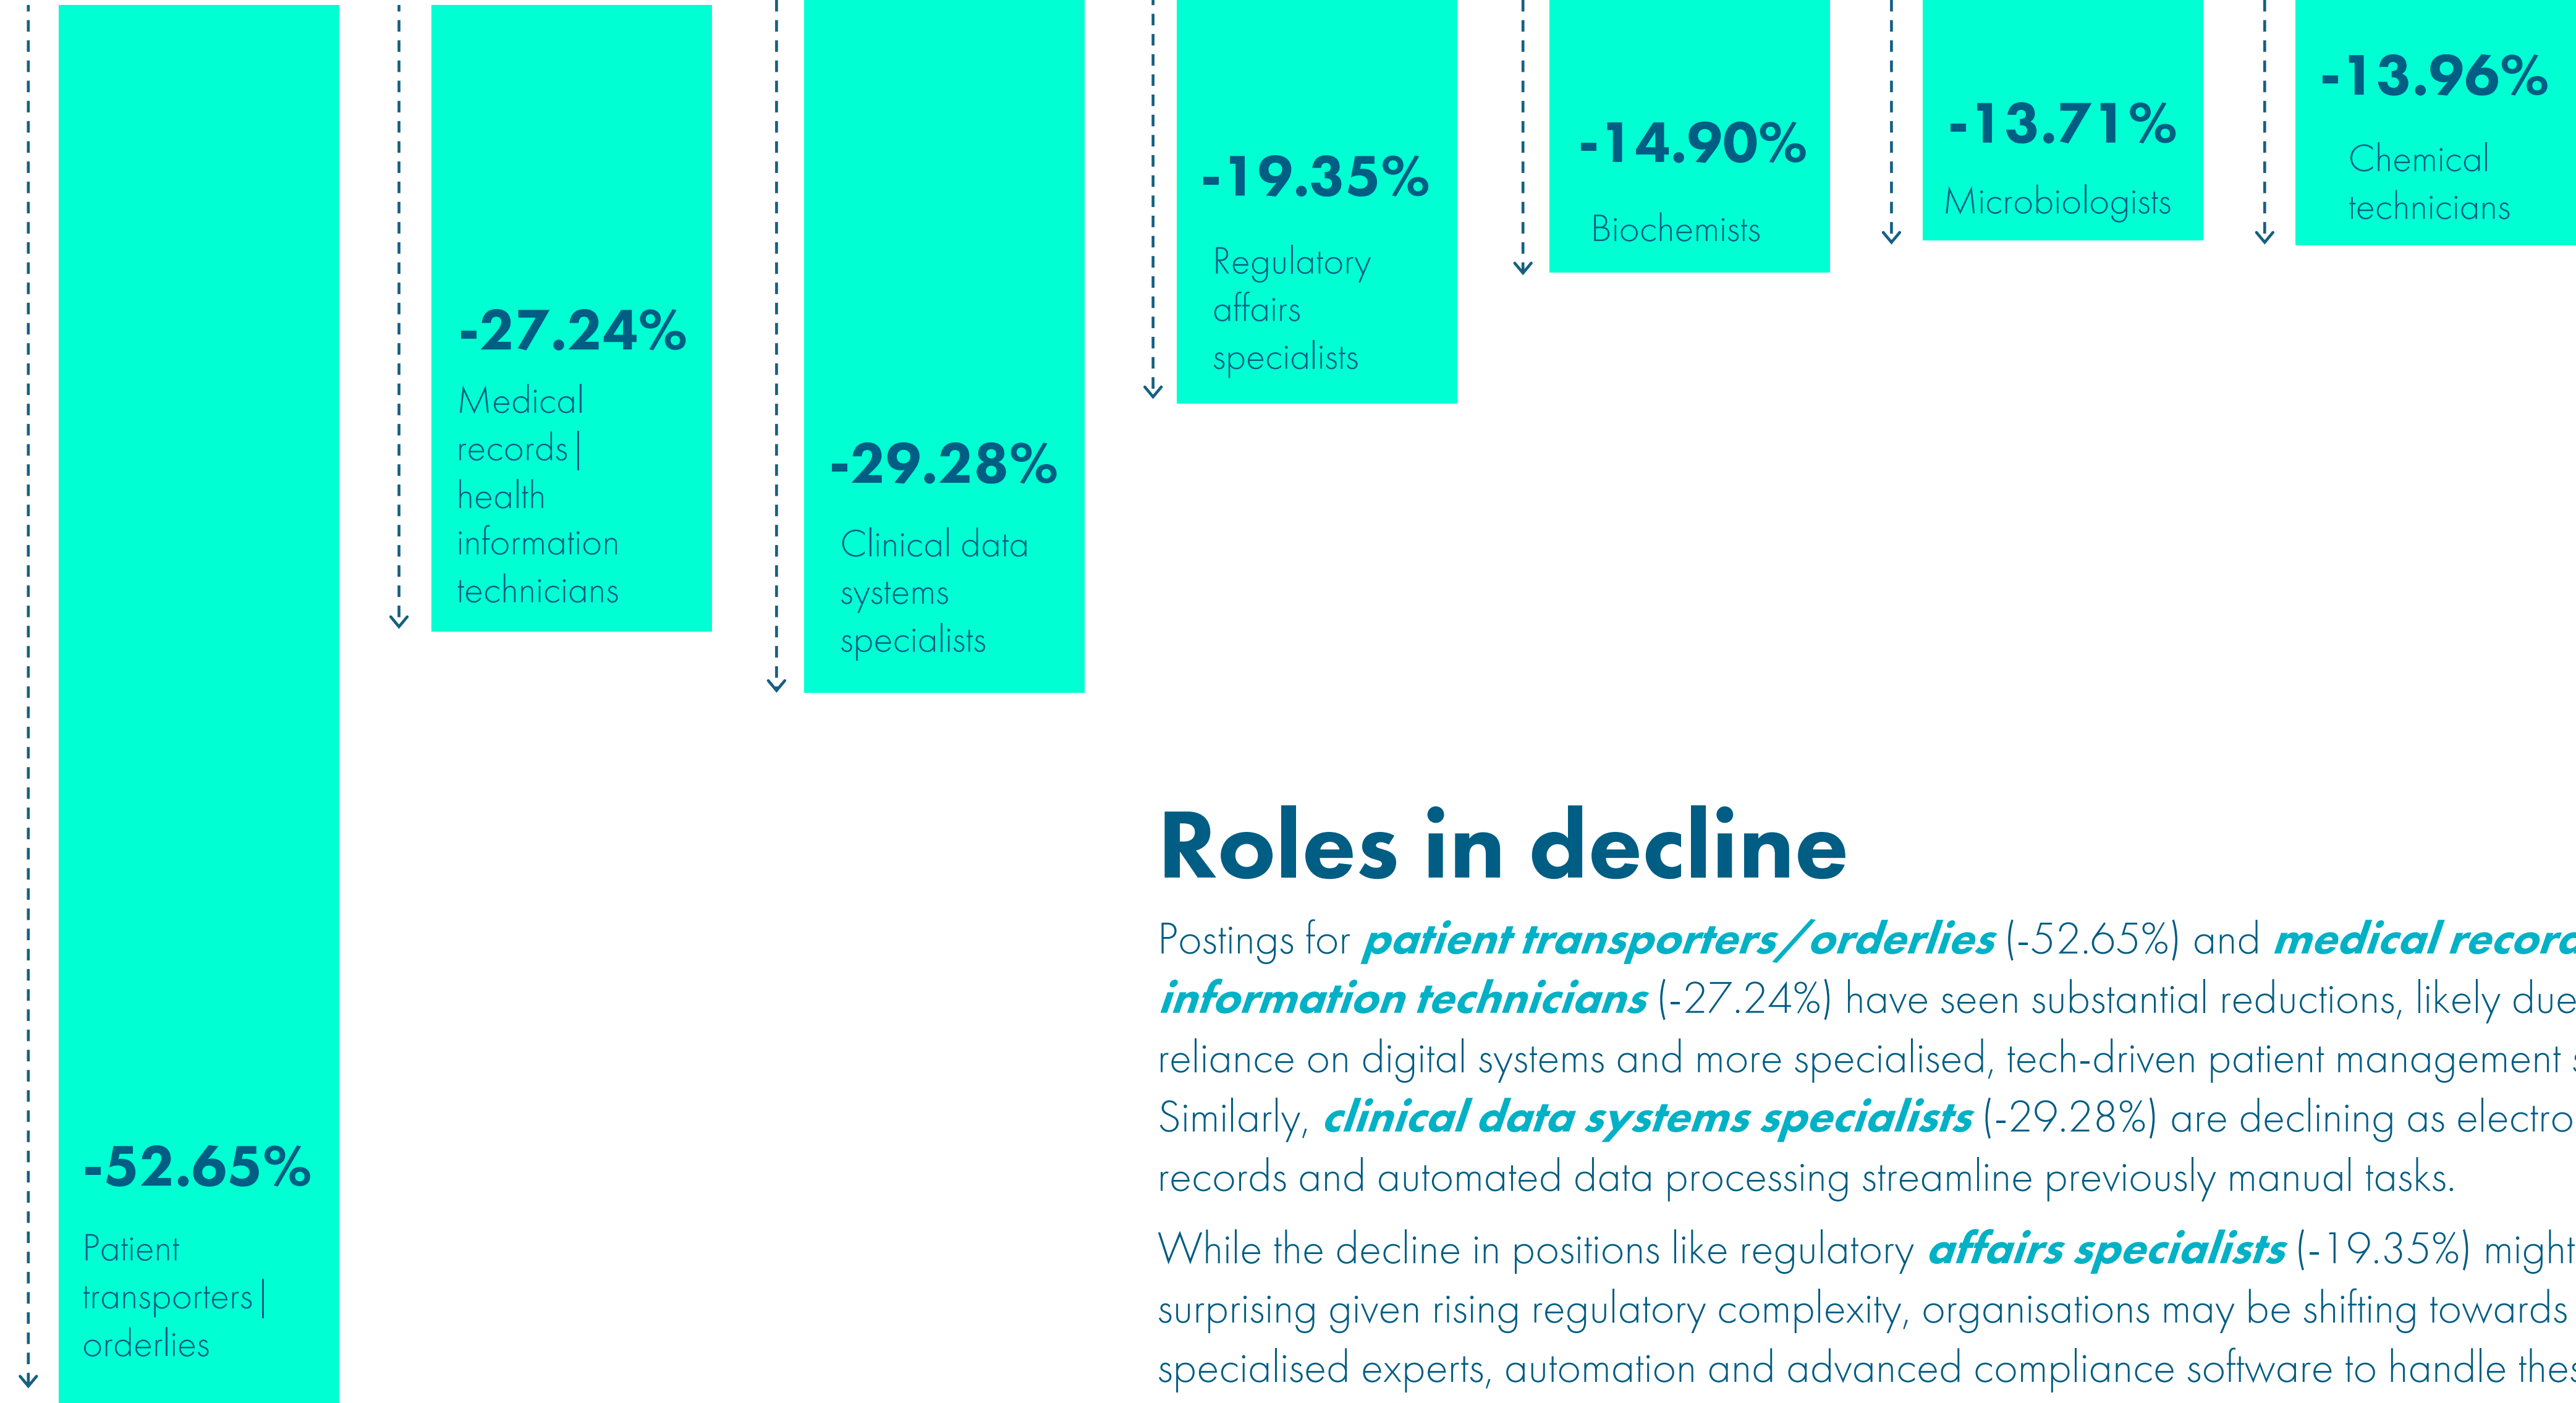 -52.65%
Patient
transporters|
orderlies
-27.24%
Medical
records|
health
information
technicians
-29.28%
Clinical data
systems
specialists
-19.35%
Regulatory
affairs
specialists
-14.90%
Biochemists
-13.71%
Microbiologists
-13.96%
Chemical
technicians
Roles in decline
Postings for patient transporters/orderlies (-52.65%) and medical
information technicians (-27.24%) have seen substantial reductions, likely due
reliance on digital systems and more specialised, tech-driven patient management
Similarly, clinical data systems specialists (-29.28%) are declining as
records and automated data processing streamline previously manual tasks.
While the decline in positions like regulatory affairs specialists (-19.35%) might
surprising given rising regulatory complexity, organisations may be shifting towards
specialised experts, automation and advanced compliance software to handle